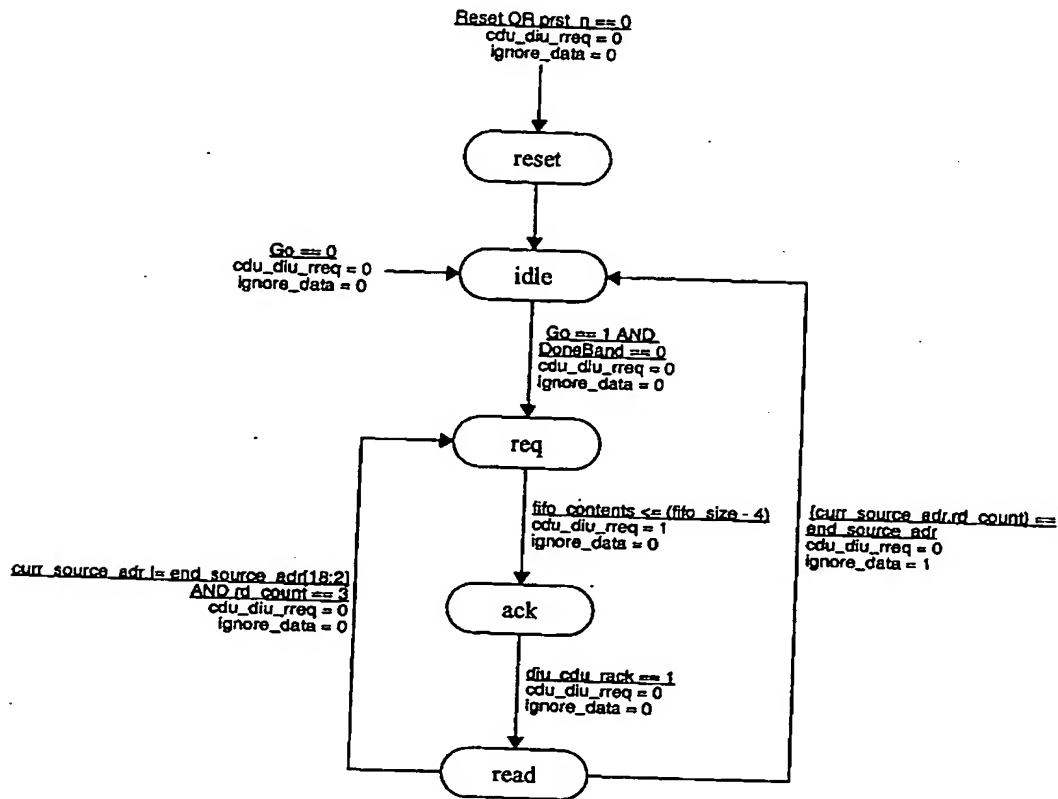 Reset OR prst_n == 0
cdu_diu_rreq = 0
ignore_data = 0
reset
Go == 0
cdu_diu_rreq = 0
ignore_data = 0
idle
Go == 1 AND
DoneBand == 0
cdu_diu_rreq = 0
ignore_data = 0
req
fifo_contents <= (fifo_size - 4)
cdu_diu_rreq = 1
ignore_data = 0
{curr_source_adr,rd_count} ==
end_source_adr
cdu_diu_rreq = 0
ignore_data = 1
curr_source_adr != end_source_adr[18:2]
AND rd_count == 3
cdu_diu_rreq = 0
ignore_data = 0
ack
diu_cdu_rack == 1
cdu_diu_rreq = 0
ignore_data = 0
read